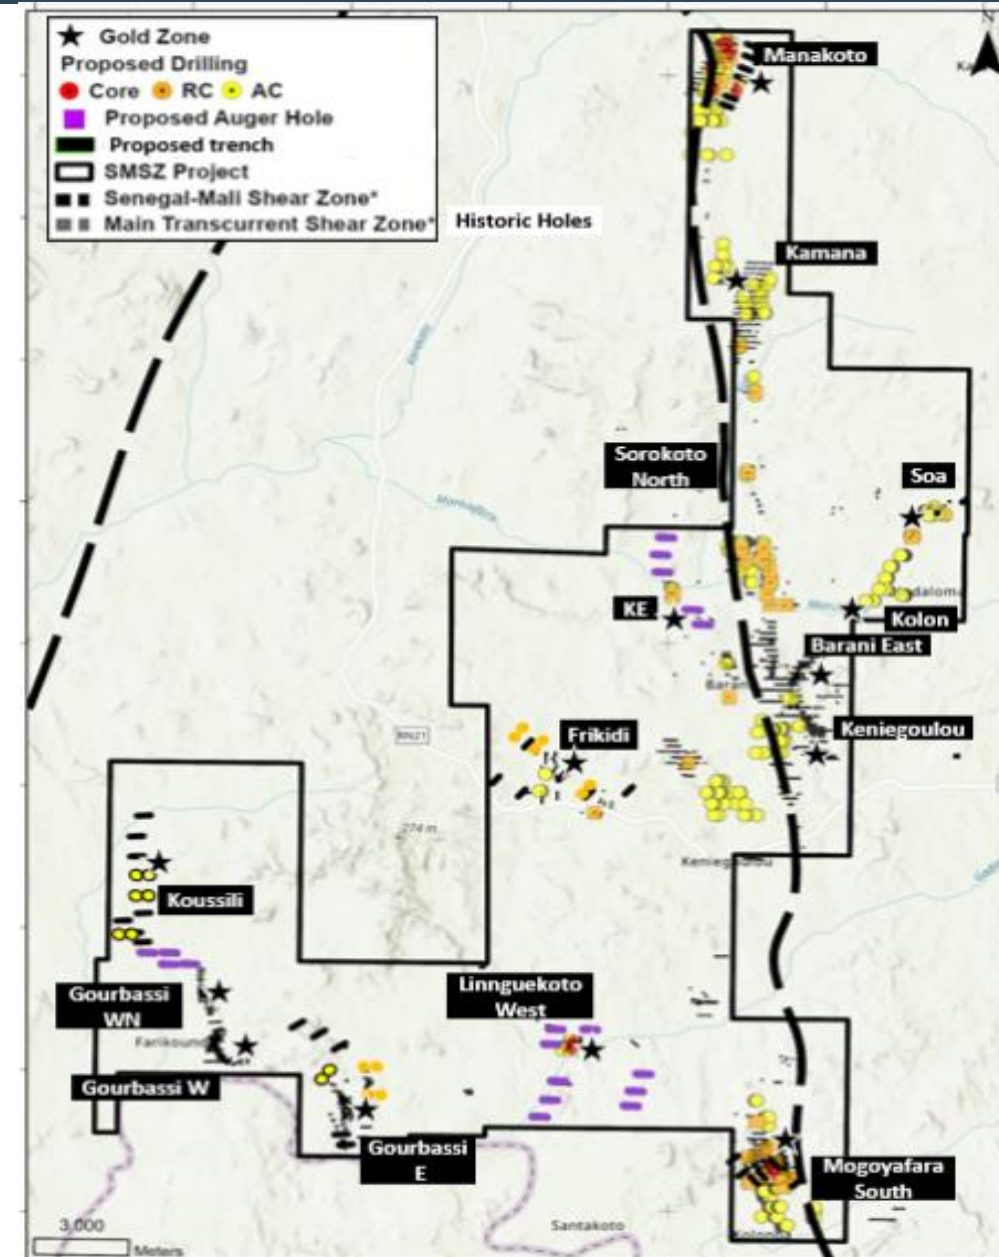 Gold Zone
Proposed Drilling
Core RC AC
Proposed Auger Hole
Proposed trench
SMSZ Project
Senegal-Mali Shear Zone*
Main Transcurrent Shear Zone*
Historic Holes
Manakoto
Kamana
Sorokoto
North
Soa
KE
Kolon
Barani East
Keniegoulou
Frikidi
RN21
274 m
Keniegoulou
Koussili
Linnguekoto
West
Gourbassi
WN
Farikound
Gourbassi W
Gourbassi
E
Mogoyafara
South
Santakoto
3,000
Meters